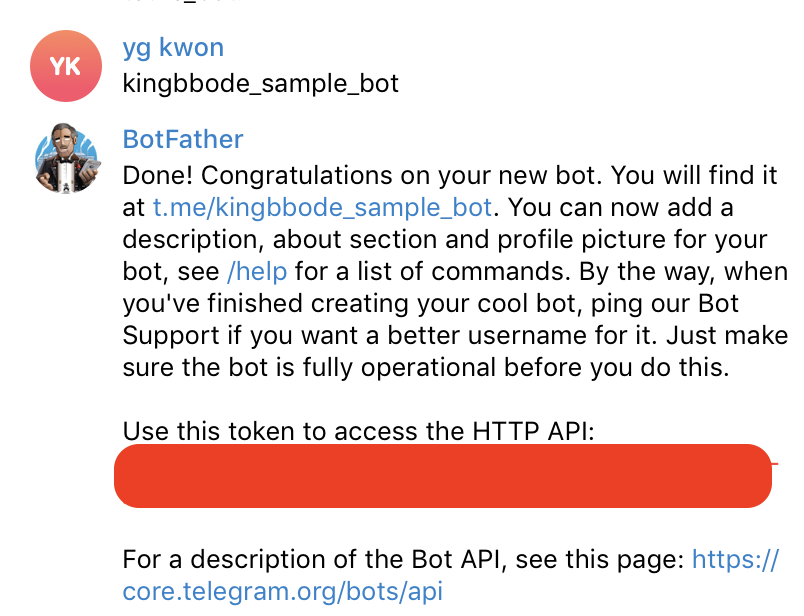 yg kwon
YK
kingbbode_sample_bot
BotFather
Done! Congratulations on your new bot. You will find it
at t.me/kingbbode_sample_bot. You can now add a
description, about section and profile picture for your
bot, see /help for a list of commands. By the way, when
you've finished creating your cool bot, ping our Bot
Support if you want a better username for it. Just make
sure the bot is fully operational before you do this.
Use this token to access the HTTP API:
For a description of the Bot API, see this page: https://
core.telegram.org/bots/api